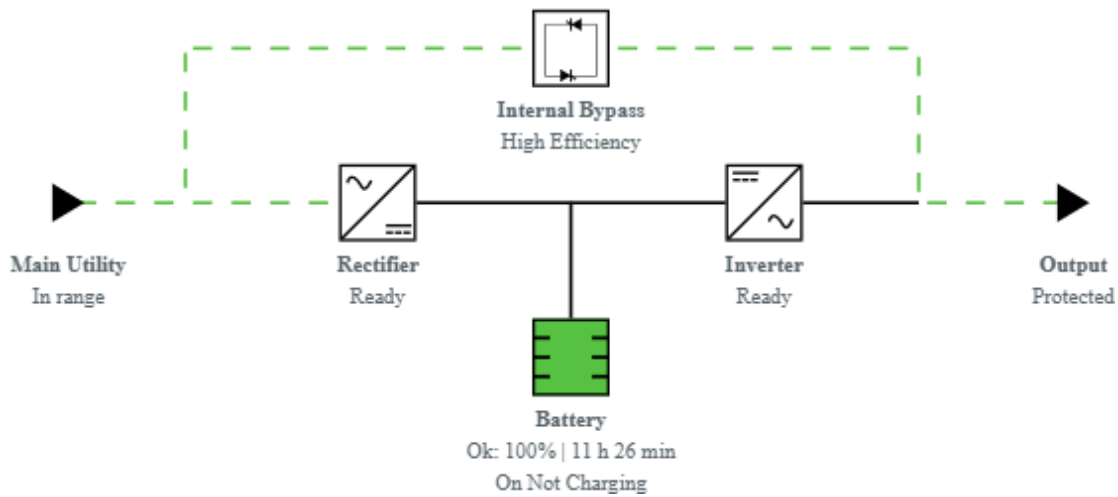 Internal Bypass
High Efficiency
Main Utility
In range
Rectifier
Ready
Inverter
Ready
Output
Protected
Battery
Ok: 100% | 11 h 26 min
On Not Charging